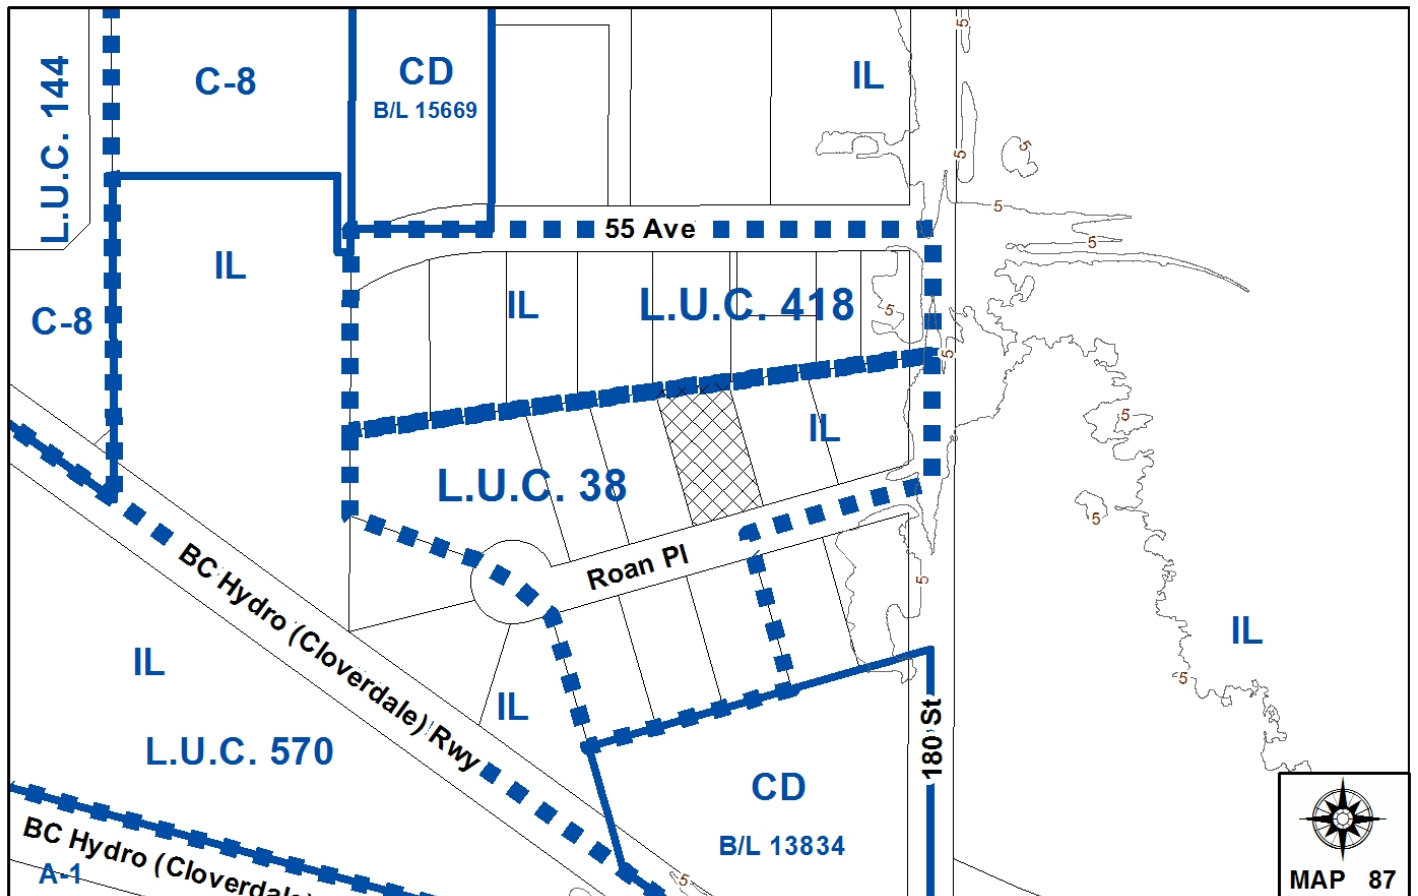 L.U.C. 144
C-8
CD
B/L 15669
IL
5
5
5
5
5
55 Ave
IL
C-8
IL
L.U.C. 418
5
5
IL
5
L.U.C. 38
5
BC Hydro (Cloverdale) Rwy
Roan Pl
5
IL
IL
5
IL
L.U.C. 570
180 St
CD
B/L 13834
BC Hydro (Cloverdale)
A-1
5
MAP 87